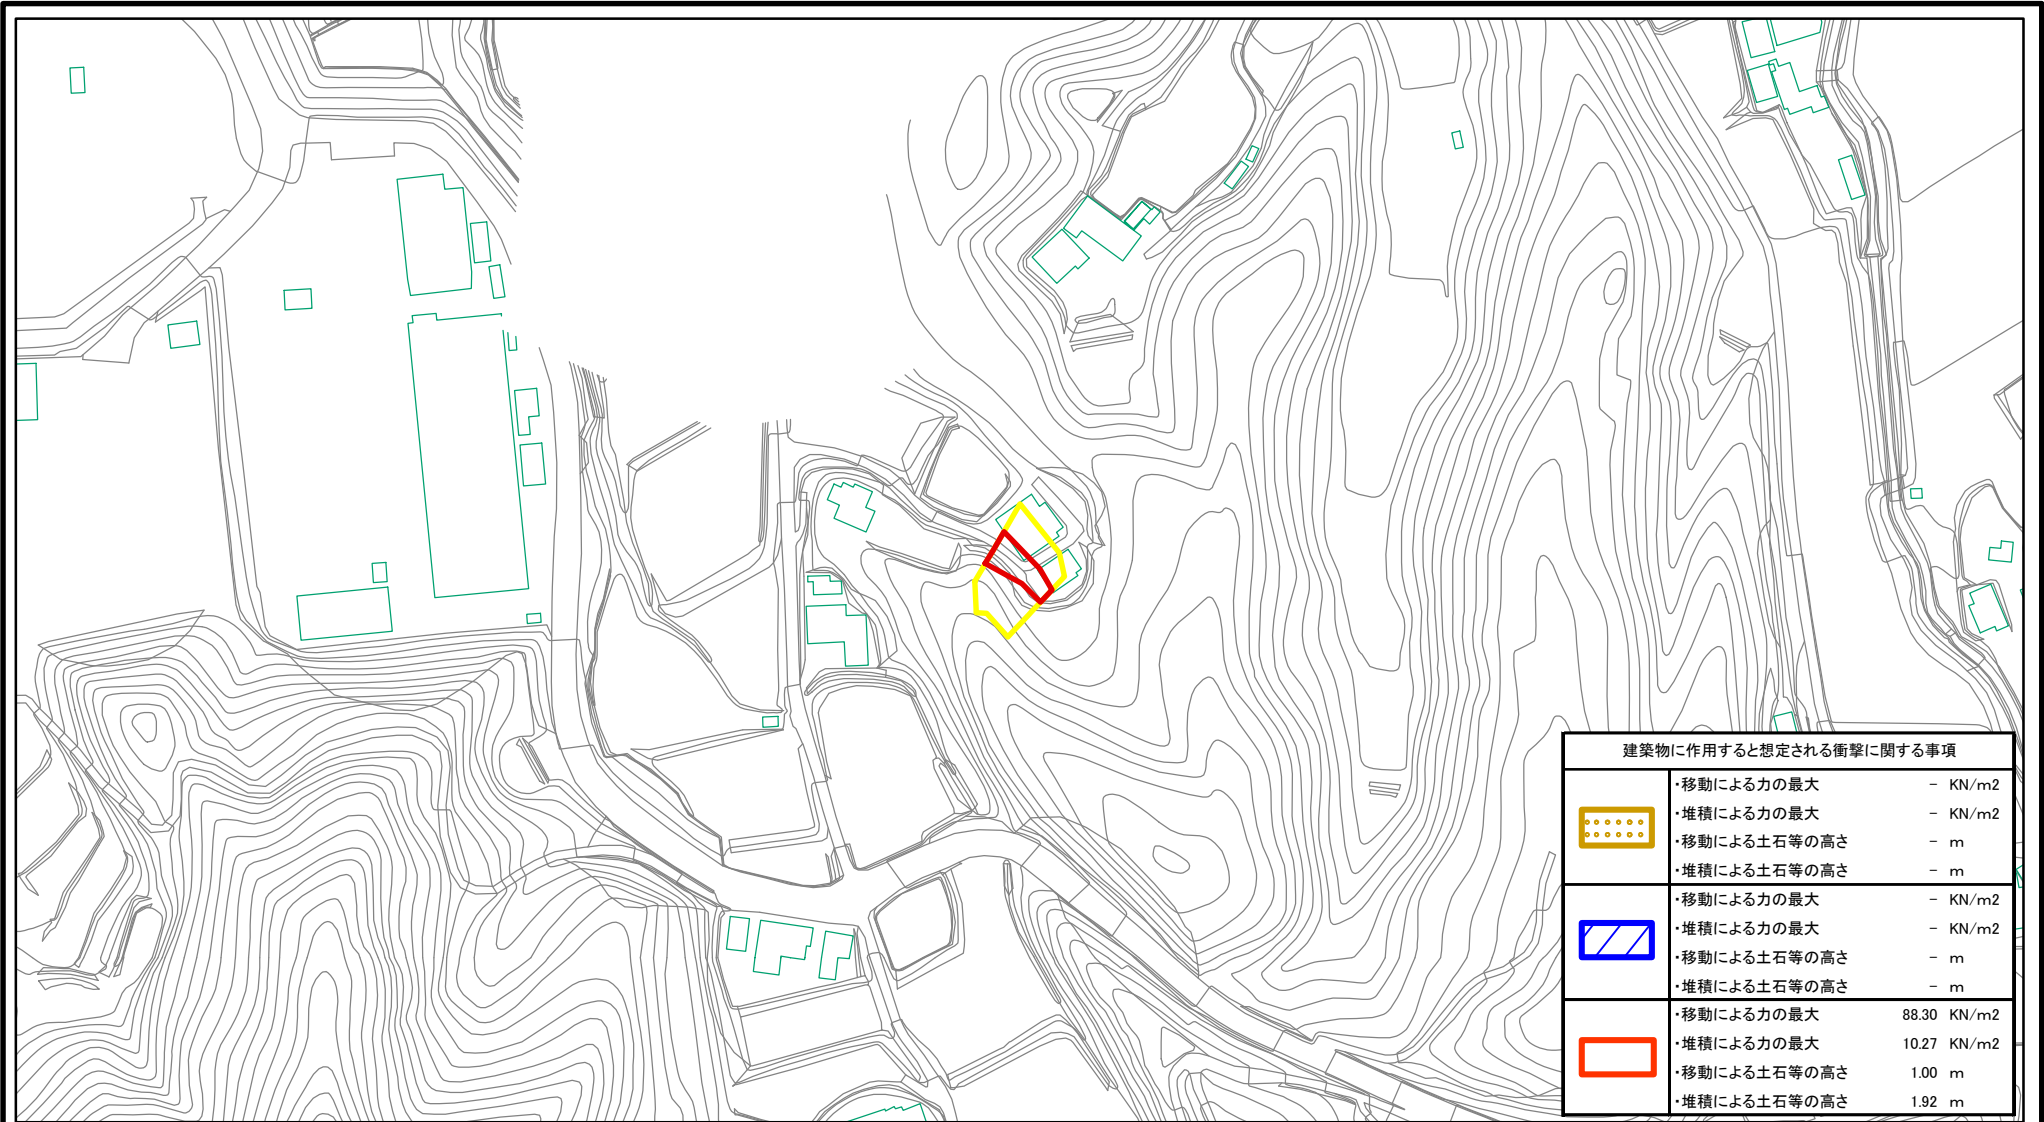 建築物に作用すると想定される衝撃に関する事項
・移動による力の最大 － KN/m2
・堆積による力の最大 － KN/m2
・移動による土石等の高さ － m
・堆積による土石等の高さ － m
・移動による力の最大 － KN/m2
・堆積による力の最大 － KN/m2
・移動による土石等の高さ － m
・堆積による土石等の高さ － m
・移動による力の最大 88.30 KN/m2
・堆積による力の最大 10.27 KN/m2
・移動による土石等の高さ 1.00 m
・堆積による土石等の高さ 1.92 m